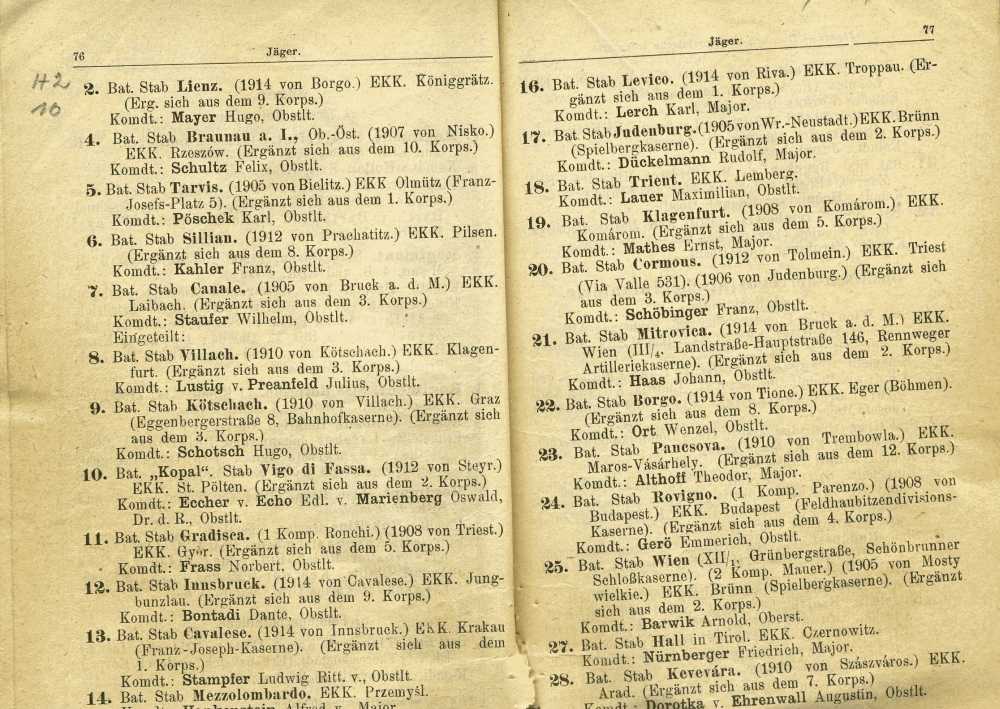 76
Jäger.
H2
10
2. Bat. Stab Lienz. (1914 von Borgo.) EKK. Königgrätz.
(Erg. sich aus dem 9. Korps.)
Komdt.: Mayer Hugo, Obstlt.
4. Bat. Stab Braunau a. I., Ob.-Öst. (1907 von Nisko.)
EKK. Rzeszów. (Ergänzt sich aus dem 10. Korps.)
Komdt.: Schultz Felix, Obstlt.
5. Bat. Stab Tarvis. (1905 von Bielitz.) EKK Olmütz (Franz-
Josefs-Platz 5). (Ergänzt sich aus dem 1. Korps.)
Komdt.: Pöschek Karl, Obstlt.
6. Bat. Stab Sillian. (1912 von Prachatitz.) EKK. Pilsen.
(Ergänzt sich aus dem 8. Korps.)
Komdt.: Kahler Franz, Obstlt.
7. Bat. Stab Canale. (1905 von Bruck a. d. M.) EKK.
Laibach. (Ergänzt sich aus dem 3. Korps.)
Komdt.: Staufer Wilhelm, Obstlt.
Eingeteilt:
8. Bat. Stab Villach. (1910 von Kötschach.) EKK. Klagen-
furt. (Ergänzt sich aus dem 3. Korps.)
Komdt.: Lustig v. Preanfeld Julius, Obstlt.
9. Bat. Stab Kötschach. (1910 von Villach.) EKK. Graz
(Eggenbergerstraße 8, Bahnhofkaserne). (Ergänzt sich
aus dem 3. Korps.)
Komdt.: Schotsch Hugo, Obstlt.
10. Bat. „Kopal“. Stab Vigo di Fassa. (1912 von Steyr.)
EKK. St. Pölten. (Ergänzt sich aus dem 2. Korps.)
Komdt.: Eccher v. Echo Edl. v. Marienberg Oswald,
Dr. d. R., Obstlt.
11. Bat. Stab Gradisca. (1 Komp. Ronchi.) (1908 von Triest.)
EKK. Györ. (Ergänzt sich aus dem 5. Korps.)
Komdt.: Frass Norbert, Obstlt.
12. Bat. Stab Innsbruck. (1914 von Cavalese.) EKK. Jung-
bunzlau. (Ergänzt sich aus dem 9. Korps.)
Komdt.: Bontadi Dante, Obstlt.
13. Bat. Stab Cavalese. (1914 von Innsbruck.) EKK. Krakau
(Franz-Joseph-Kaserne). (Ergänzt sich aus dem
1. Korps.)
Komdt.: Stampfer Ludwig Ritt. v., Obstlt.
14. Bat. Stab Mezzolombardo. EKK. Przemyśl.
Alfred v., Major.
Jäger.
77
16. Bat. Stab Levico. (1914 von Riva.) EKK. Troppau. (Er-
gänzt sich aus dem 1. Korps.)
Komdt.: Lerch Karl, Major.
17. Bat. Stab Judenburg. (1905 von Wr.-Neustadt.) EKK. Brünn
(Spielbergkaserne). (Ergänzt sich aus dem 2. Korps.)
Komdt.: Dückelmann Rudolf, Major.
18. Bat. Stab Trient. EKK. Lemberg.
Komdt.: Lauer Maximilian, Obstlt.
19. Bat. Stab Klagenfurt. (1908 von Komárom.) EKK.
Komárom. (Ergänzt sich aus dem 5. Korps.)
Komdt.: Mathes Ernst, Major.
20. Bat. Stab Cormous. (1912 von Tolmein.) EKK. Triest
(Via Valle 531). (1906 von Judenburg.) (Ergänzt sich
aus dem 3. Korps.)
Komdt.: Schöbinger Franz, Obstlt.
21. Bat. Stab Mitrovica. (1914 von Bruck a. d. M.) EKK.
Wien (III/4. Landstraße-Hauptstraße 146, Rennweger
Artilleriekaserne). (Ergänzt sich aus dem 2. Korps.)
Komdt.: Haas Johann, Obstlt.
22. Bat. Stab Borgo. (1914 von Tione.) EKK. Eger (Böhmen).
(Ergänzt sich aus dem 8. Korps.)
Komdt.: Ort Wenzel, Obstlt.
23. Bat. Stab Pancsova. (1910 von Trembowla.) EKK.
Maros-Vásárhely. (Ergänzt sich aus dem 12. Korps.)
Komdt.: Althoff Theodor, Major.
24. Bat. Stab Rovigno. (1 Komp. Parenzo.) (1908 von
Budapest.) EKK. Budapest (Feldhaubitzendivisions-
Kaserne). (Ergänzt sich aus dem 4. Korps.)
Komdt.: Gerö Emmerich, Obstlt.
25. Bat. Stab Wien (XII/1, Grünbergstraße, Schönbrunner
Schloßkaserne). (2 Komp. Mauer.) (1905 von Mosty
wielkie.) EKK. Brünn (Spielbergkaserne). (Ergänzt
sich aus dem 2. Korps.)
Komdt.: Barwik Arnold, Oberst.
27. Bat. Stab Hall in Tirol. EKK. Czernowitz.
Komdt.: Nürnberger Friedrich, Major.
28. Bat. Stab Kevevára. (1910 von Szászváros.) EKK.
Arad. (Ergänzt sich aus dem 7. Korps.)
Komdt.: Dorotka v. Ehrenwall Augustin, Obstlt.